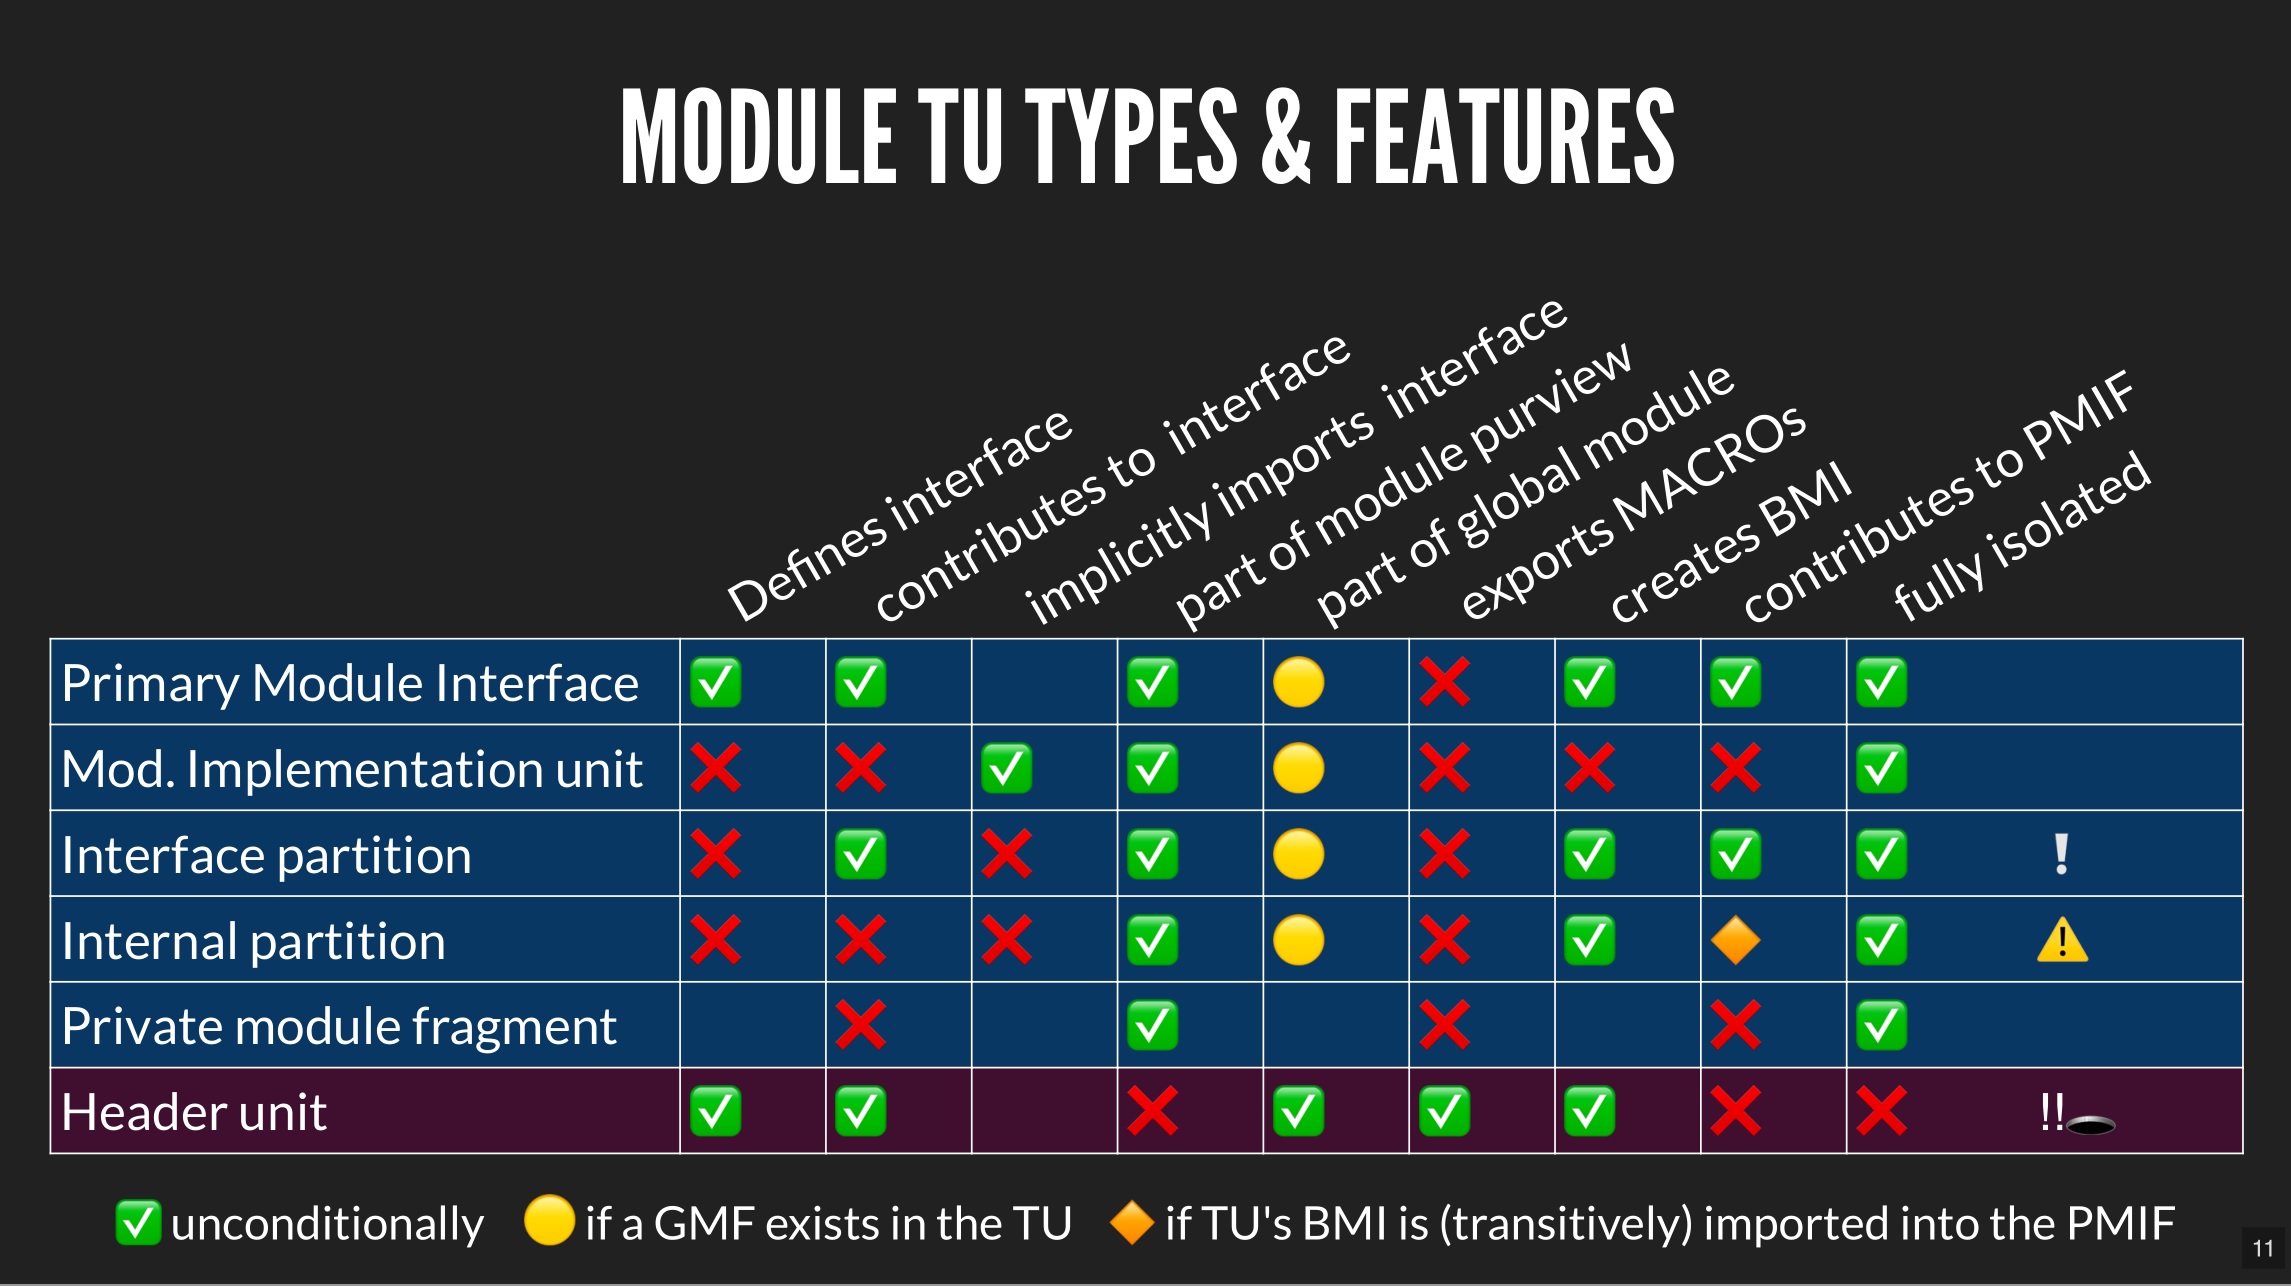 MODULE TU TYPES & FEATURES
Defines interface
contributes to interface
implicitly imports interface
part of module purview
part of global module
exports MACROs
creates BMI
contributes to PMIF
fully isolated
Primary Module Interface ✅ ✅ ✅ 🟡 ❌ ✅ ✅ ✅
Mod. Implementation unit ❌ ❌ ✅ ✅ 🟡 ❌ ❌ ❌ ✅
Interface partition ❌ ✅ ❌ ✅ 🟡 ❌ ✅ ✅ ✅ ❕
Internal partition ❌ ❌ ❌ ✅ 🟡 ❌ ✅ 🔶 ✅ ⚠️
Private module fragment ❌ ✅ ❌ ❌ ✅
Header unit ✅ ✅ ❌ ✅ ✅ ✅ ❌ ❌ !!🕳️
✅ unconditionally 🟡 if a GMF exists in the TU 🔶 if TU's BMI is (transitively) imported into the PMIF
11